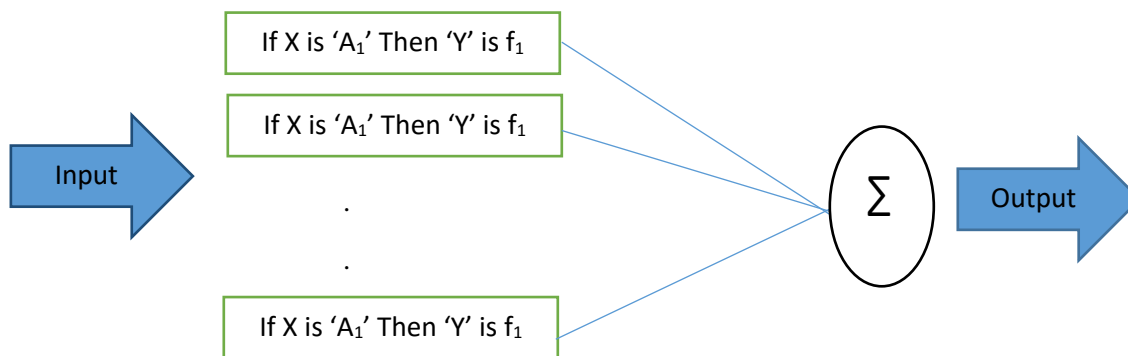 If X is ‘A₁’ Then ‘Y’ is f₁
If X is ‘A₁’ Then ‘Y’ is f₁
Input
.
Σ
Output
.
If X is ‘A₁’ Then ‘Y’ is f₁